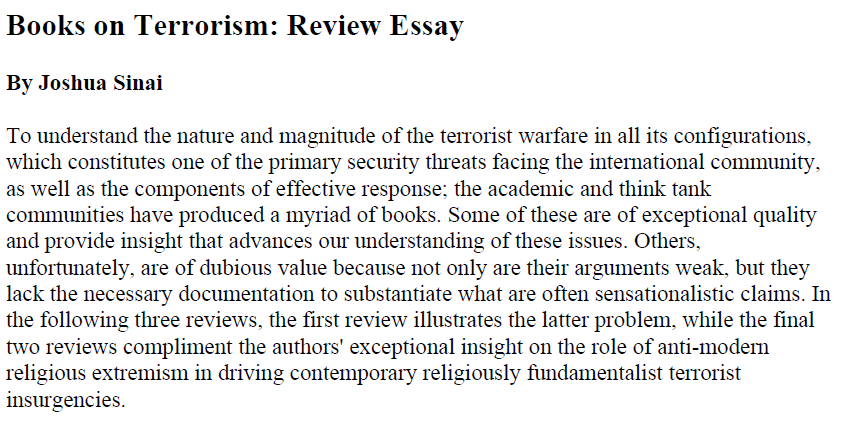 Books on Terrorism: Review Essay
By Joshua Sinai
To understand the nature and magnitude of the terrorist warfare in all its configurations,
which constitutes one of the primary security threats facing the international community,
as well as the components of effective response; the academic and think tank
communities have produced a myriad of books. Some of these are of exceptional quality
and provide insight that advances our understanding of these issues. Others,
unfortunately, are of dubious value because not only are their arguments weak, but they
lack the necessary documentation to substantiate what are often sensationalistic claims. In
the following three reviews, the first review illustrates the latter problem, while the final
two reviews compliment the authors' exceptional insight on the role of anti-modern
religious extremism in driving contemporary religiously fundamentalist terrorist
insurgencies.